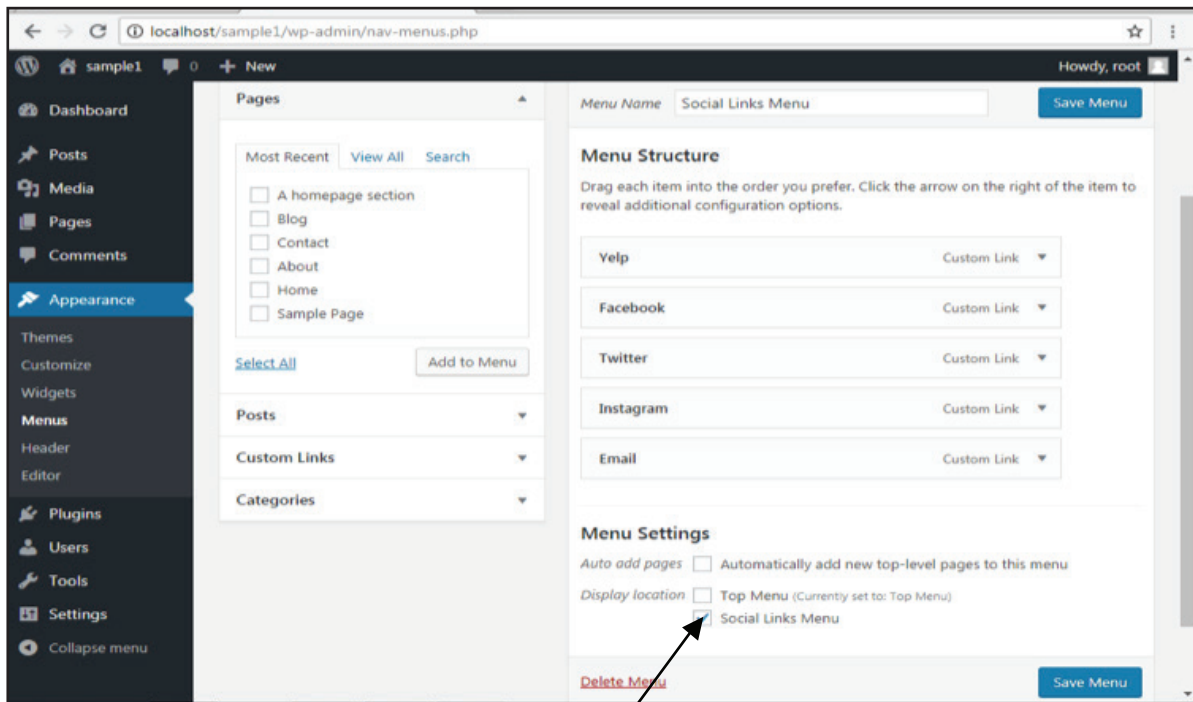 localhost/sample1/wp-admin/nav-menus.php
sample1 0 + New Howdy, root
Dashboard
Posts
Media
Pages
Comments
Appearance
Themes
Customize
Widgets
Menus
Header
Editor
Plugins
Users
Tools
Settings
Collapse menu
Pages
Most Recent View All Search
A homepage section
Blog
Contact
About
Home
Sample Page
Select All Add to Menu
Posts
Custom Links
Categories
Menu Name Social Links Menu Save Menu
Menu Structure
Drag each item into the order you prefer. Click the arrow on the right of the item to
reveal additional configuration options.
Yelp Custom Link
Facebook Custom Link
Twitter Custom Link
Instagram Custom Link
Email Custom Link
Menu Settings
Auto add pages Automatically add new top-level pages to this menu
Display location Top Menu (Currently set to: Top Menu)
Social Links Menu
Delete Menu Save Menu